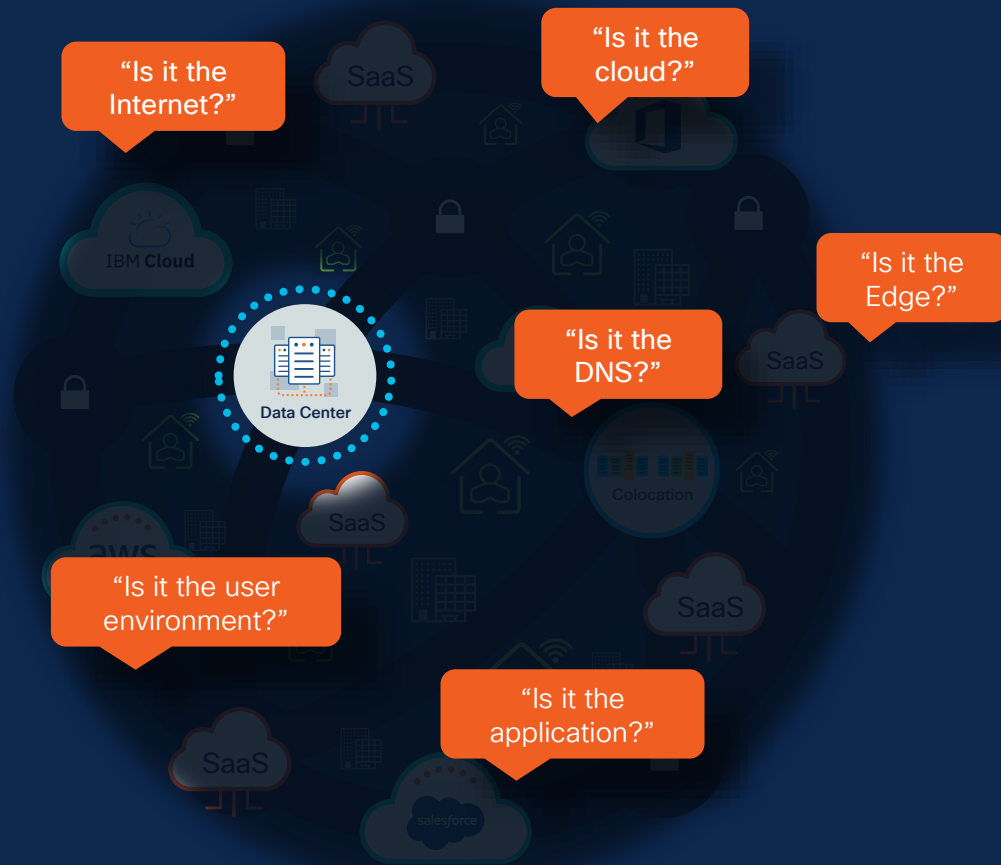 “Is it the
cloud?”
“Is it the
Internet?”
SaaS
IBM Cloud
“Is it the
Edge?”
“Is it the
DNS?”
SaaS
Data Center
Colocation
SaaS
aws
“Is it the user
environment?”
SaaS
“Is it the
application?”
SaaS
salesforce